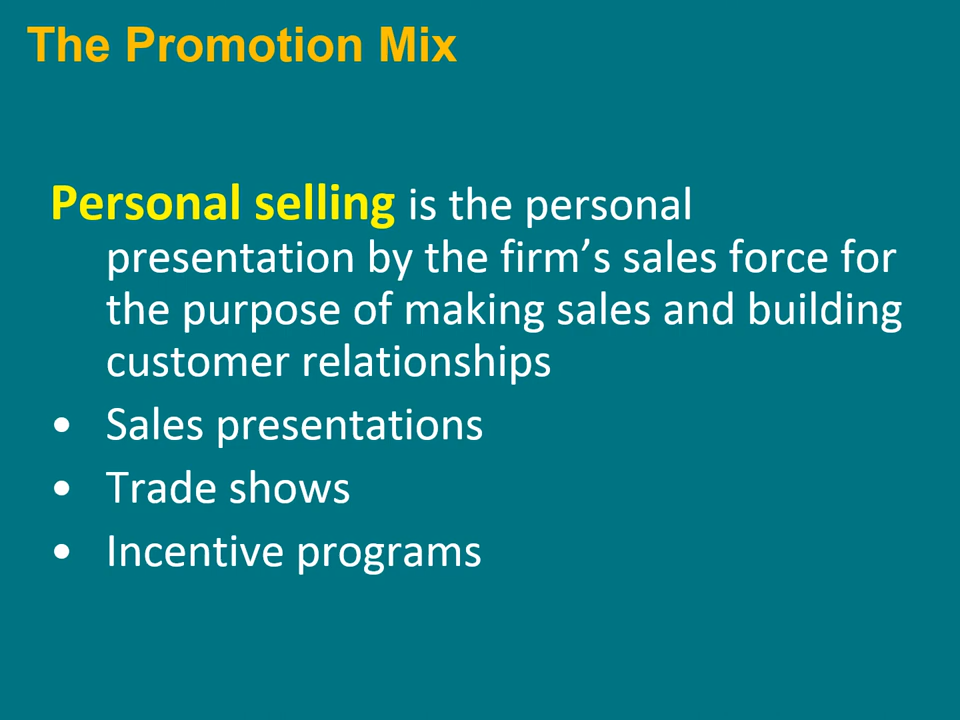 The Promotion Mix
Personal selling is the personal
presentation by the firm’s sales force for
the purpose of making sales and building
customer relationships
• Sales presentations
• Trade shows
• Incentive programs